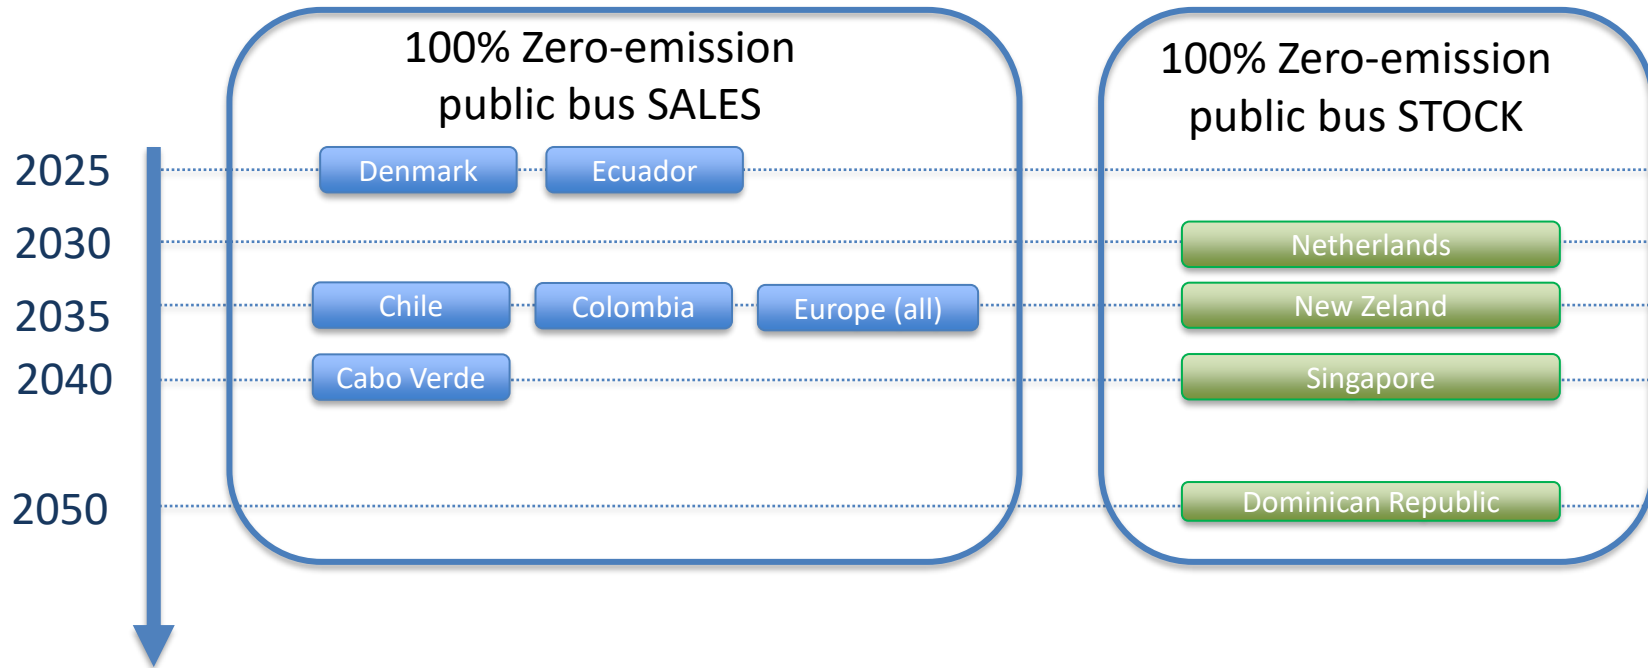 100% Zero-emission
public bus SALES
100% Zero-emission
public bus STOCK
2025
Denmark
Ecuador
2030
Netherlands
2035
Chile
Colombia
Europe (all)
New Zeland
2040
Cabo Verde
Singapore
2050
Dominican Republic